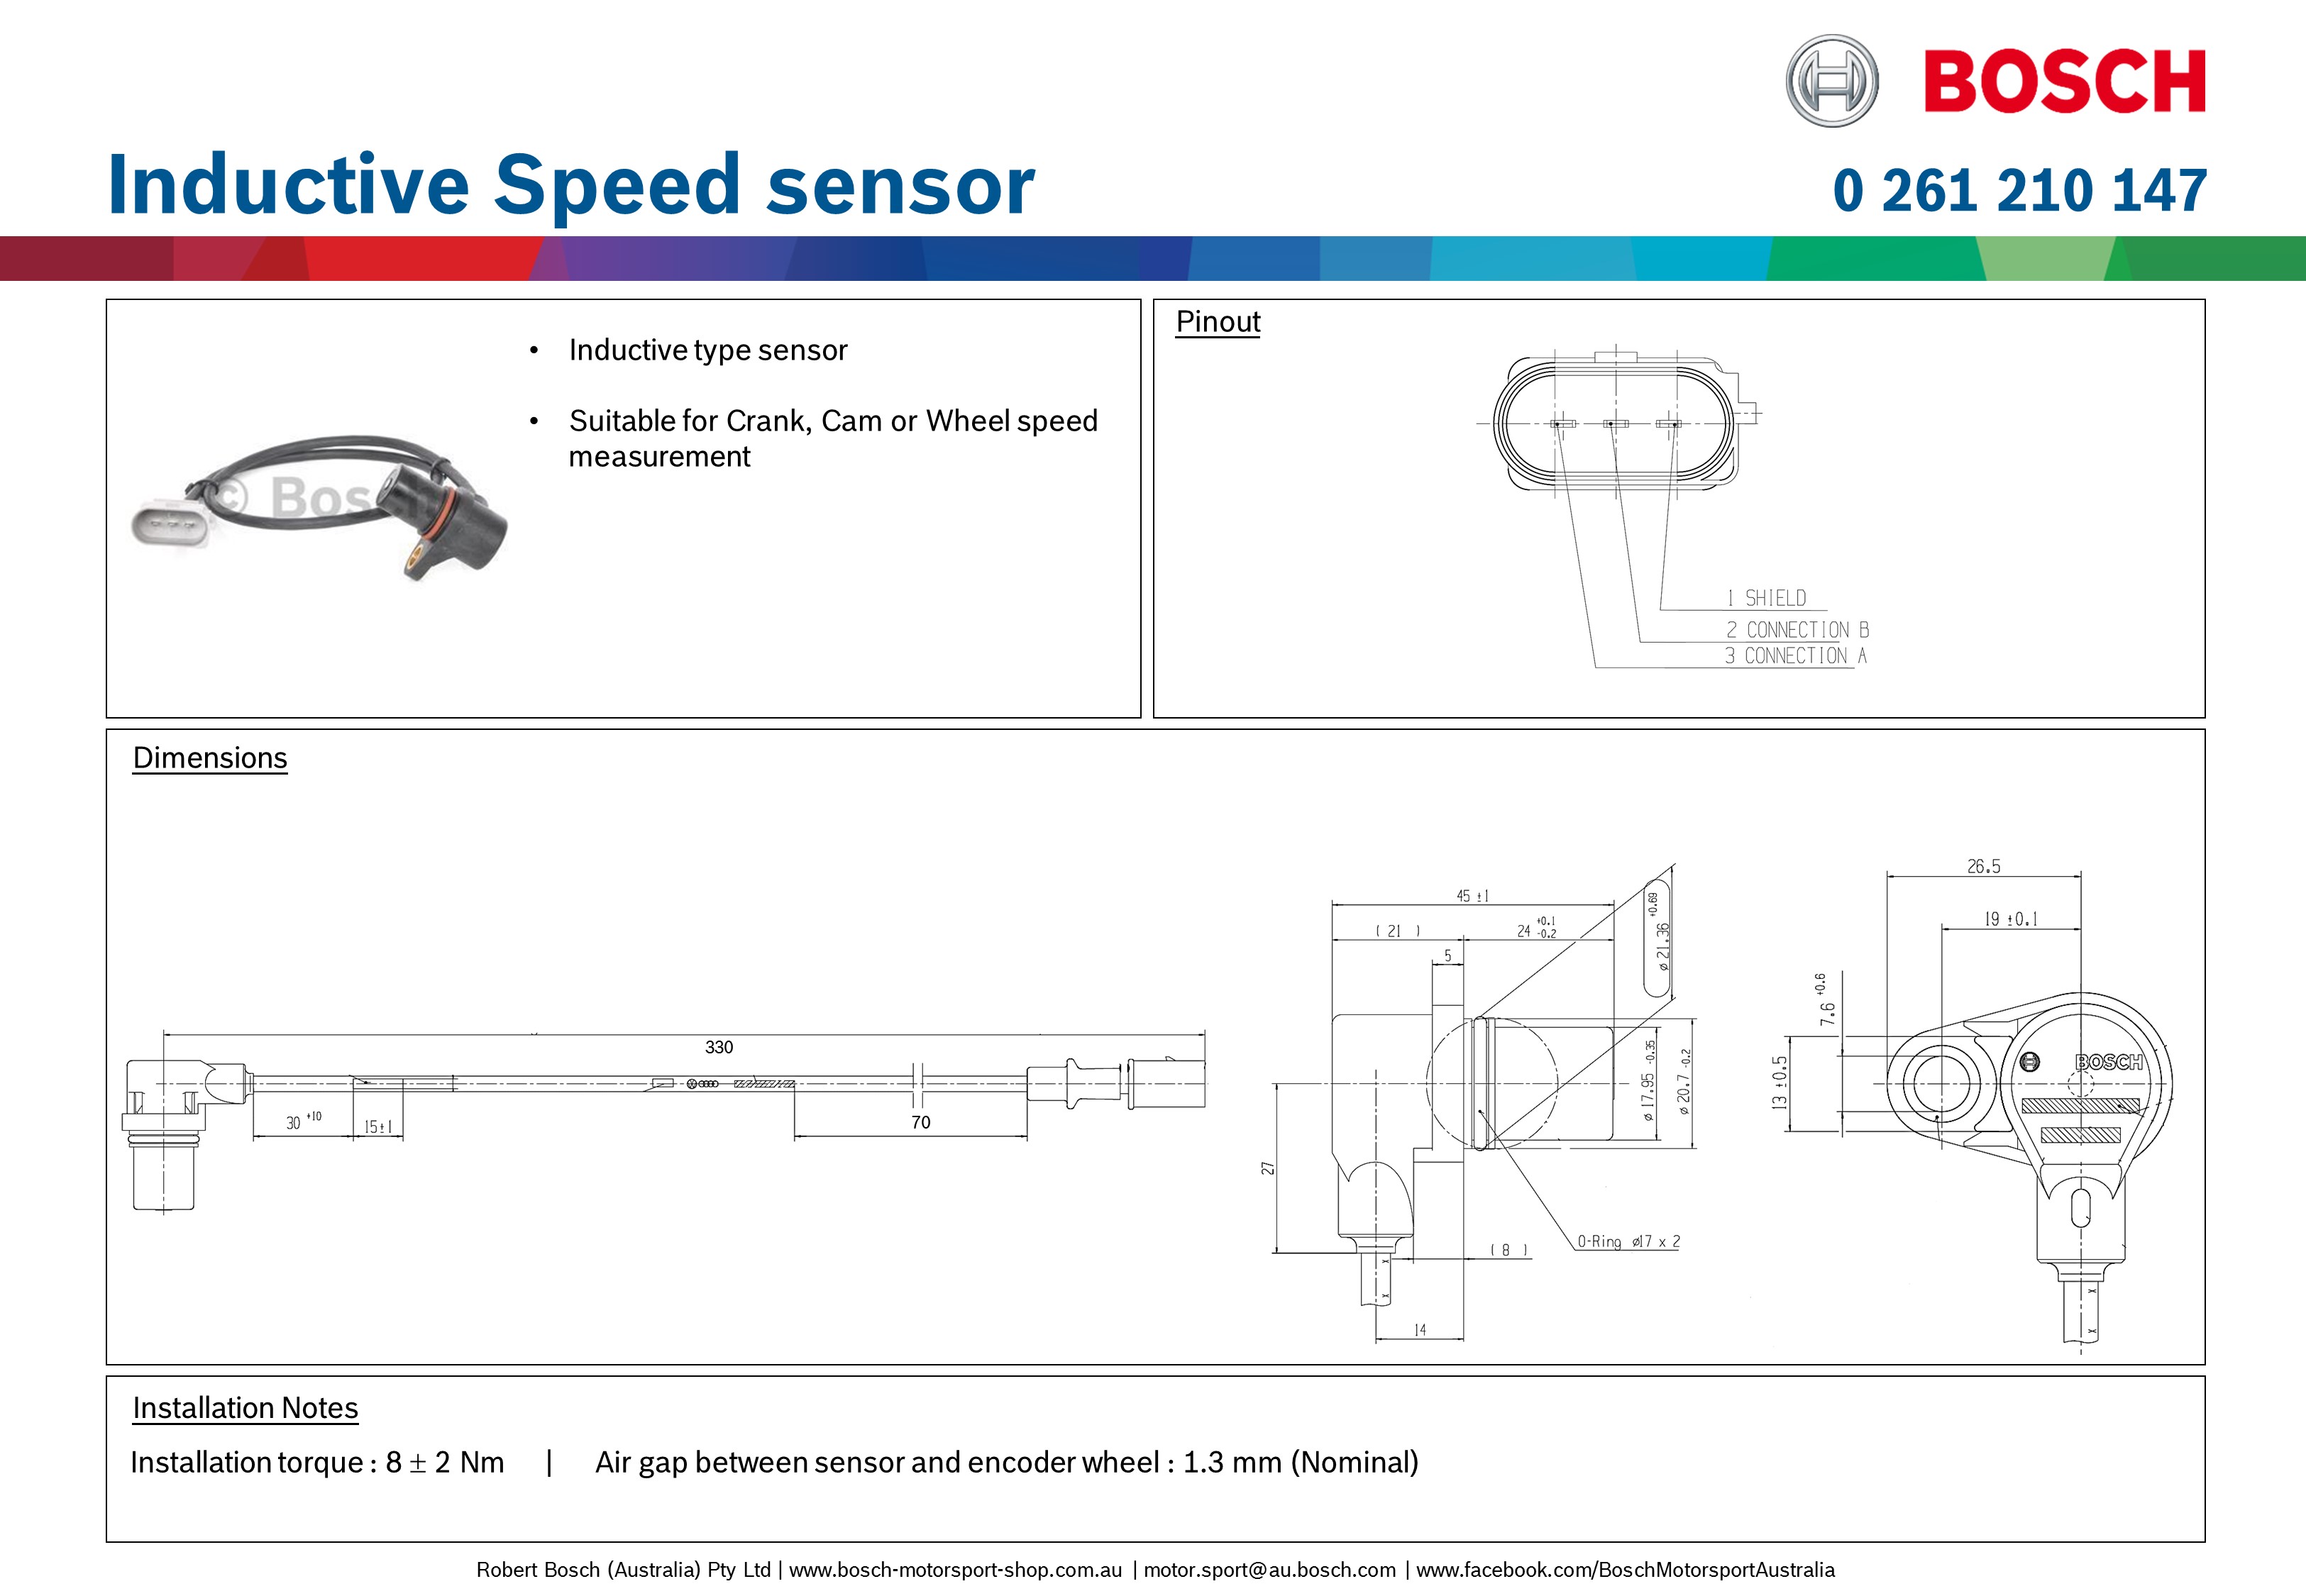 BOSCH
Inductive Speed sensor
0 261 210 147
• Inductive type sensor
• Suitable for Crank, Cam or Wheel speed
measurement
© Bosch
Pinout
1 SHIELD
2 CONNECTION B
3 CONNECTION A
Dimensions
330
30 +10
15±1
70
45 ±1
( 21 )
24 +0.1 -0.2
5
ø 21.36 +0.69
ø 17.95 -0.35
ø 20.7 -0.2
27
O-Ring ø17 x 2
( 8 )
14
26.5
19 ±0.1
7.6 +0.6
13 ±0.5
BOSCH
Installation Notes
Installation torque : 8 ± 2 Nm | Air gap between sensor and encoder wheel : 1.3 mm (Nominal)
Robert Bosch (Australia) Pty Ltd | www.bosch-motorsport-shop.com.au | motor.sport@au.bosch.com | www.facebook.com/BoschMotorsportAustralia